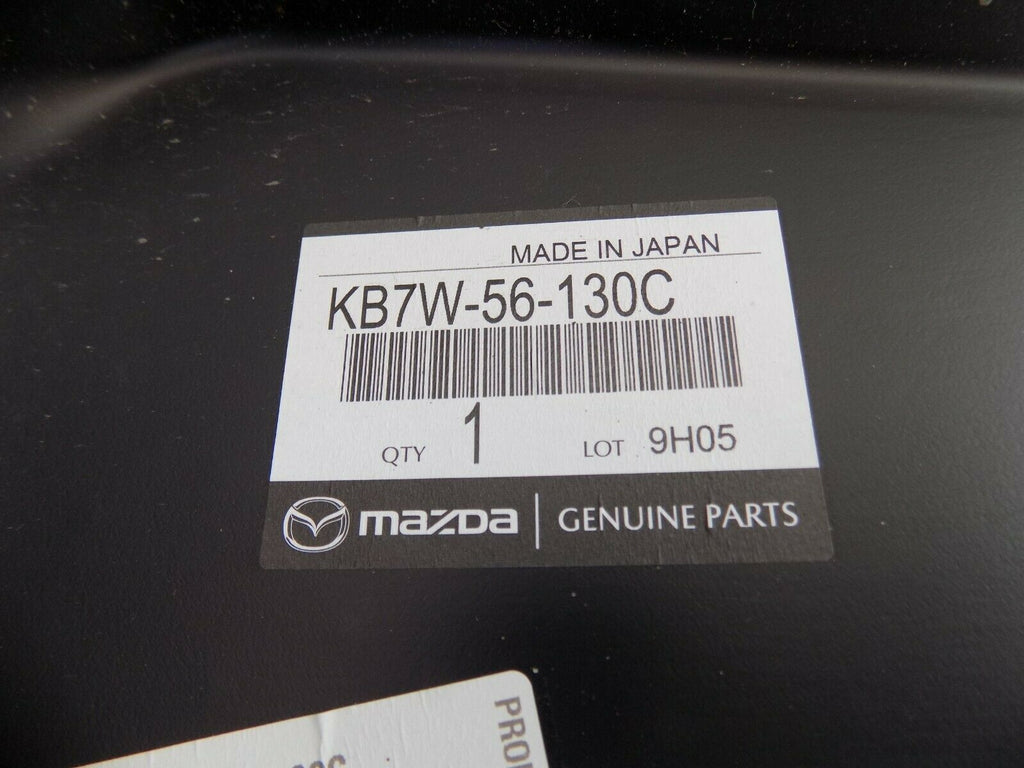 MADE IN JAPAN
KB7W-56-130C
QTY 1 LOT 9H05
mazda | GENUINE PARTS